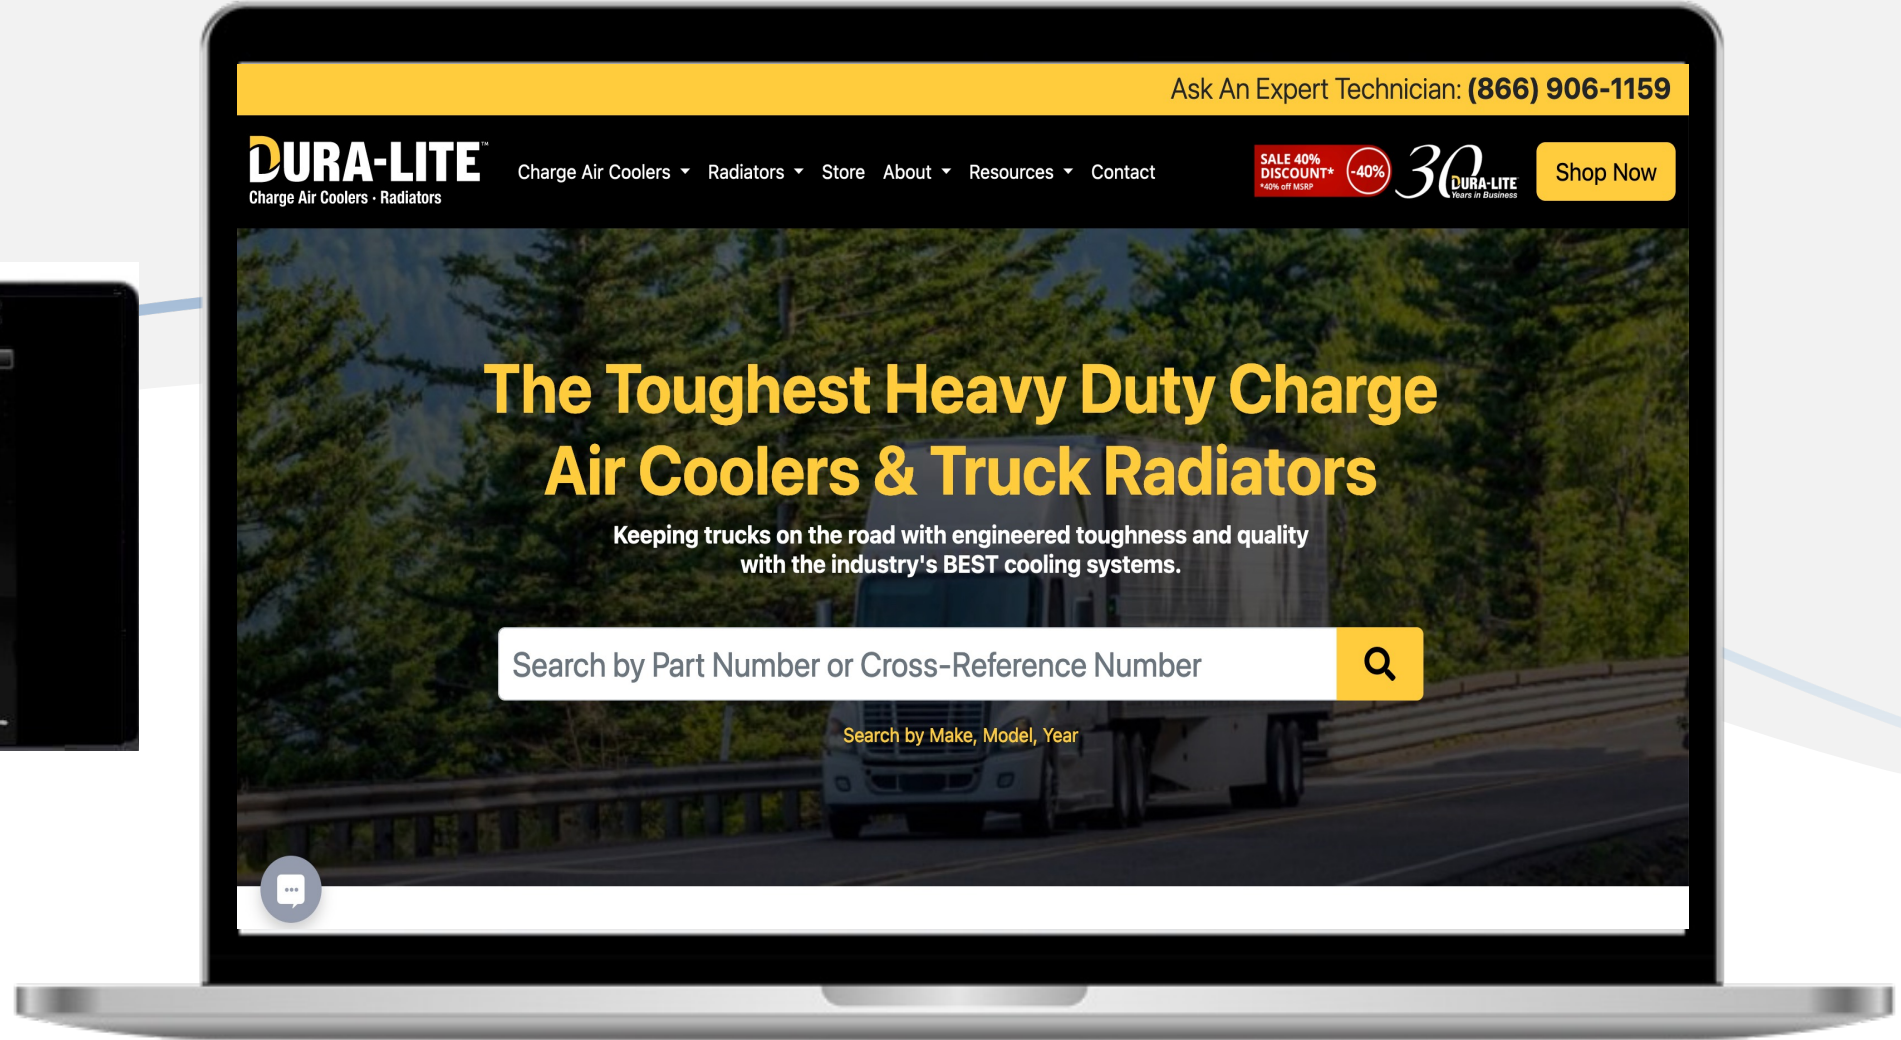 Ask An Expert Technician: (866) 906-1159
DURA-LITE™
Charge Air Coolers · Radiators
Charge Air Coolers Radiators Store About Resources Contact
SALE 40%
DISCOUNT*
*40% off MSRP
-40%
30
DURA-LITE
Years in Business
Shop Now
The Toughest Heavy Duty Charge
Air Coolers & Truck Radiators
Keeping trucks on the road with engineered toughness and quality
with the industry's BEST cooling systems.
Search by Part Number or Cross-Reference Number
Search by Make, Model, Year